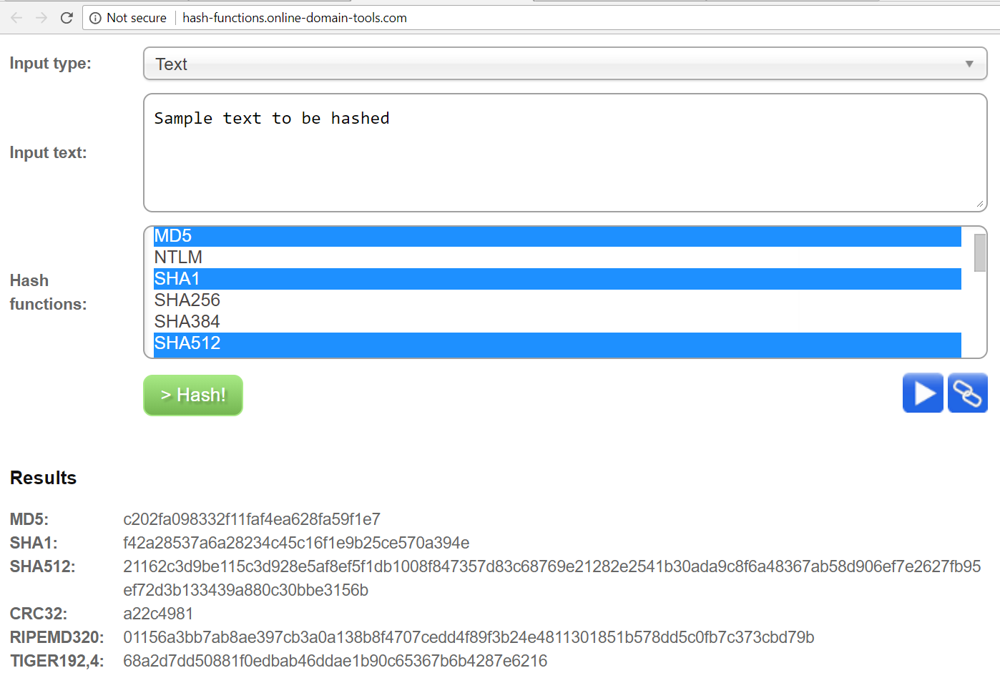 Not secure
hash-functions.online-domain-tools.com
Input type:
Text
Input text:
Sample text to be hashed
Hash functions:
MD5
NTLM
SHA1
SHA256
SHA384
SHA512
> Hash!
Results
MD5: c202fa098332f11faf4ea628fa59f1e7
SHA1: f42a28537a6a28234c45c16f1e9b25ce570a394e
SHA512: 21162c3d9be115c3d928e5af8ef5f1db1008f847357d83c68769e21282e2541b30ada9c8f6a48367ab58d906ef7e2627fb95
ef72d3b133439a880c30bbe3156b
CRC32: a22c4981
RIPEMD320: 01156a3bb7ab8ae397cb3a0a138b8f4707cedd4f89f3b24e4811301851b578dd5c0fb7c373cbd79b
TIGER192,4: 68a2d7dd50881f0edbab46ddae1b90c65367b6b4287e6216